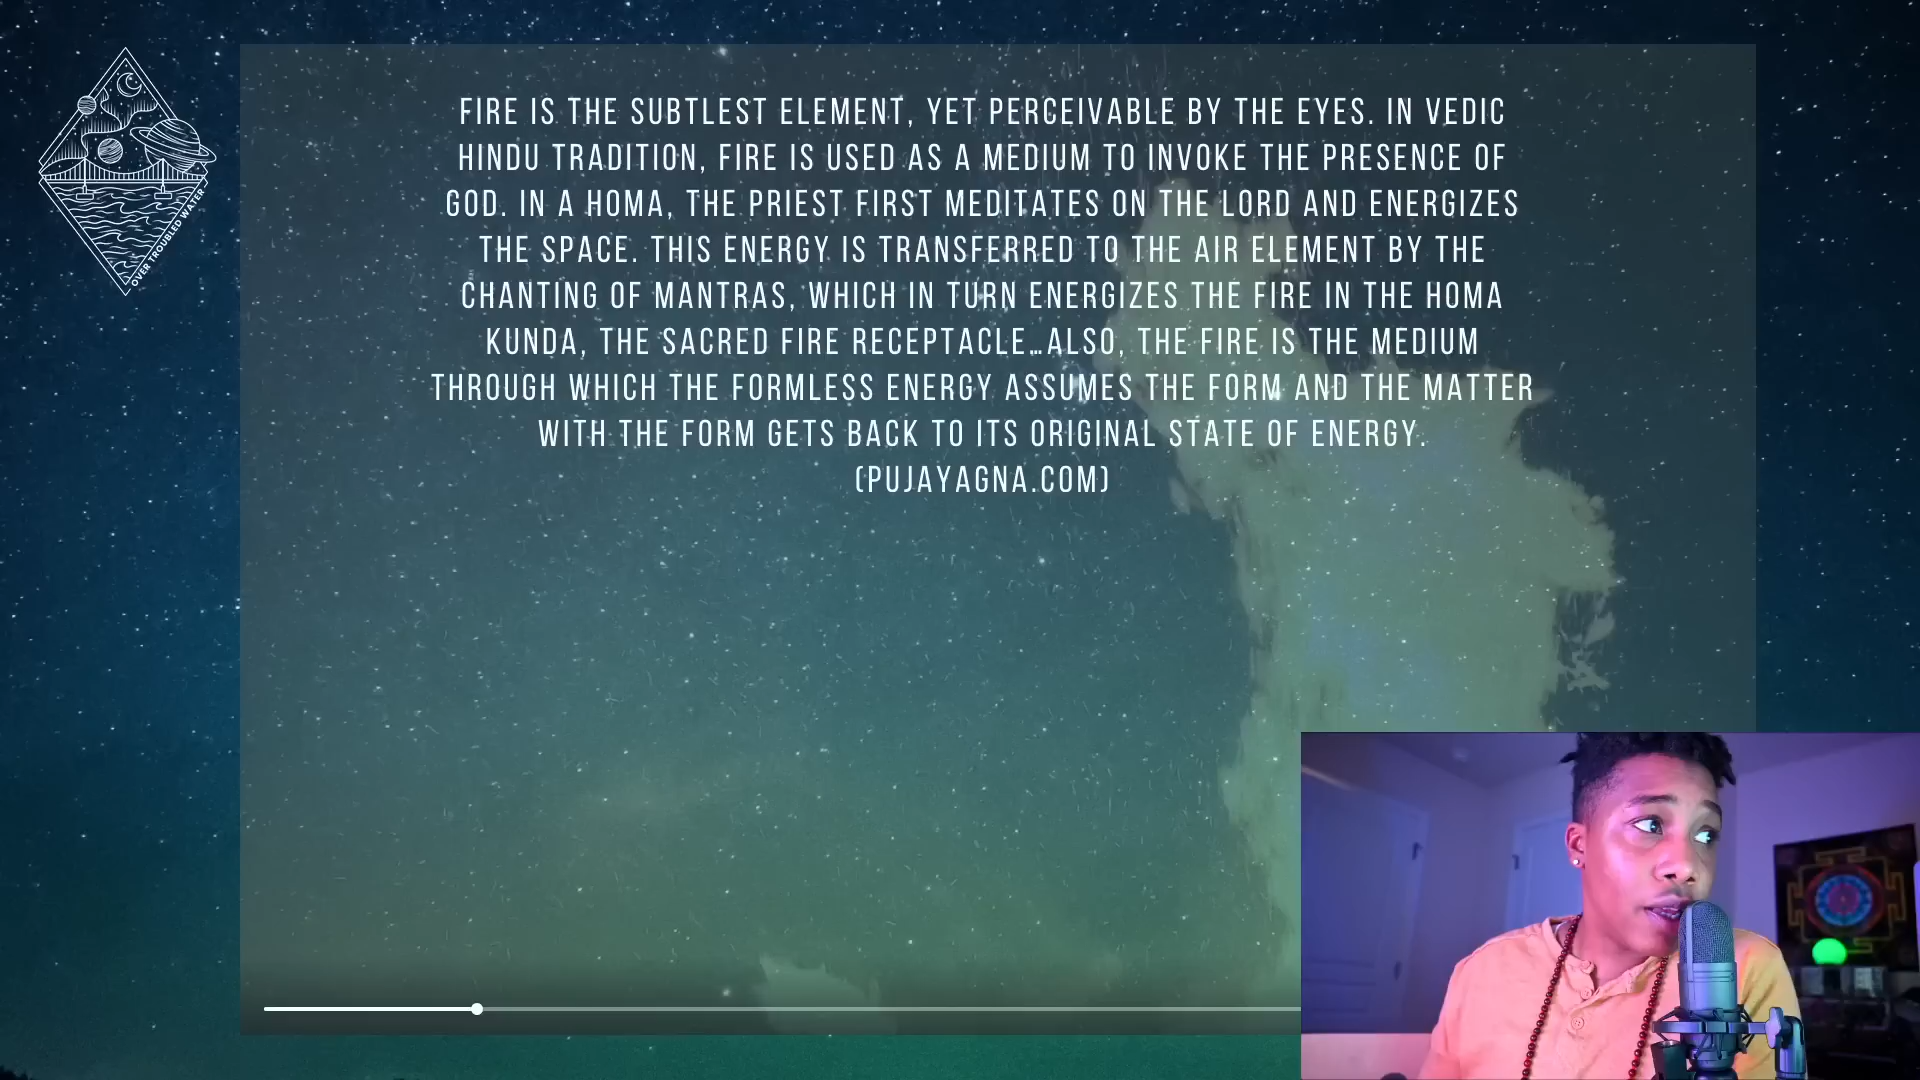 FIRE IS THE SUBTLEST ELEMENT, YET PERCEIVABLE BY THE EYES. IN VEDIC
HINDU TRADITION, FIRE IS USED AS A MEDIUM TO INVOKE THE PRESENCE OF
GOD. IN A HOMA, THE PRIEST FIRST MEDITATES ON THE LORD AND ENERGIZES
THE SPACE. THIS ENERGY IS TRANSFERRED TO THE AIR ELEMENT BY THE
CHANTING OF MANTRAS, WHICH IN TURN ENERGIZES THE FIRE IN THE HOMA
KUNDA, THE SACRED FIRE RECEPTACLE…ALSO, THE FIRE IS THE MEDIUM
THROUGH WHICH THE FORMLESS ENERGY ASSUMES THE FORM AND THE MATTER
WITH THE FORM GETS BACK TO ITS ORIGINAL STATE OF ENERGY.
(PUJAYAGNA.COM)
OVER TROUBLED WATER